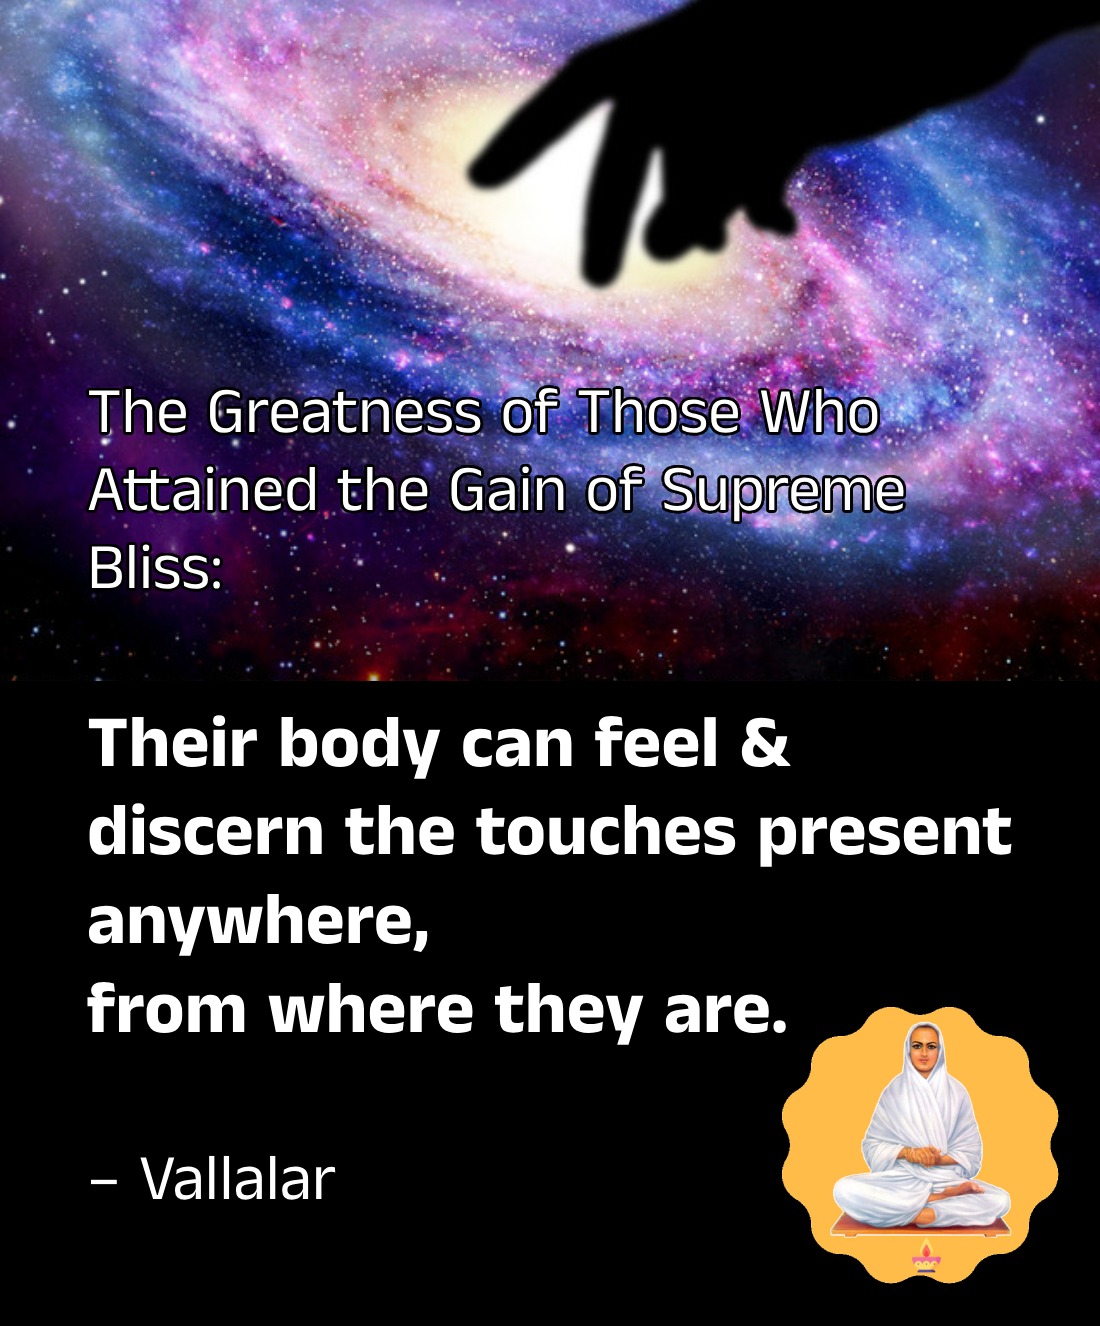 The Greatness of Those Who
Attained the Gain of Supreme
Bliss:
Their body can feel &
discern the touches present
anywhere,
from where they are.
– Vallalar